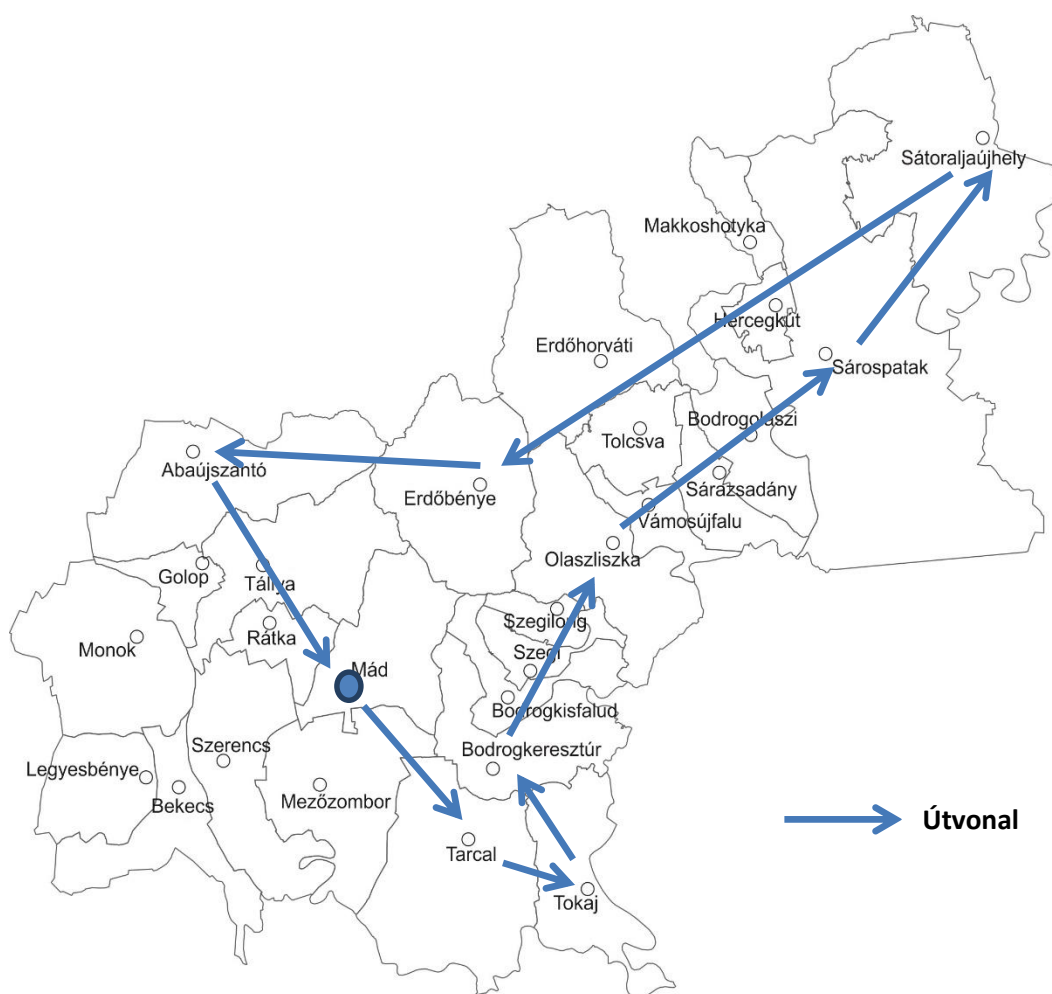 Sátoraljaújhely
Makkoshotyka
Hercegkút
Erdőhorváti
Sárospatak
Bodrogolaszi
Tolcsva
Abaújszántó
Erdőbénye
Sárazsadány
Vámosújfalu
Olaszliszka
Golop
Tállya
Szegilong
Rátka
Monok
Szegi
Mád
Bodrogkisfalud
Szerencs
Bodrogkeresztúr
Legyesbénye
Bekecs
Mezőzombor
Útvonal
Tarcal
Tokaj